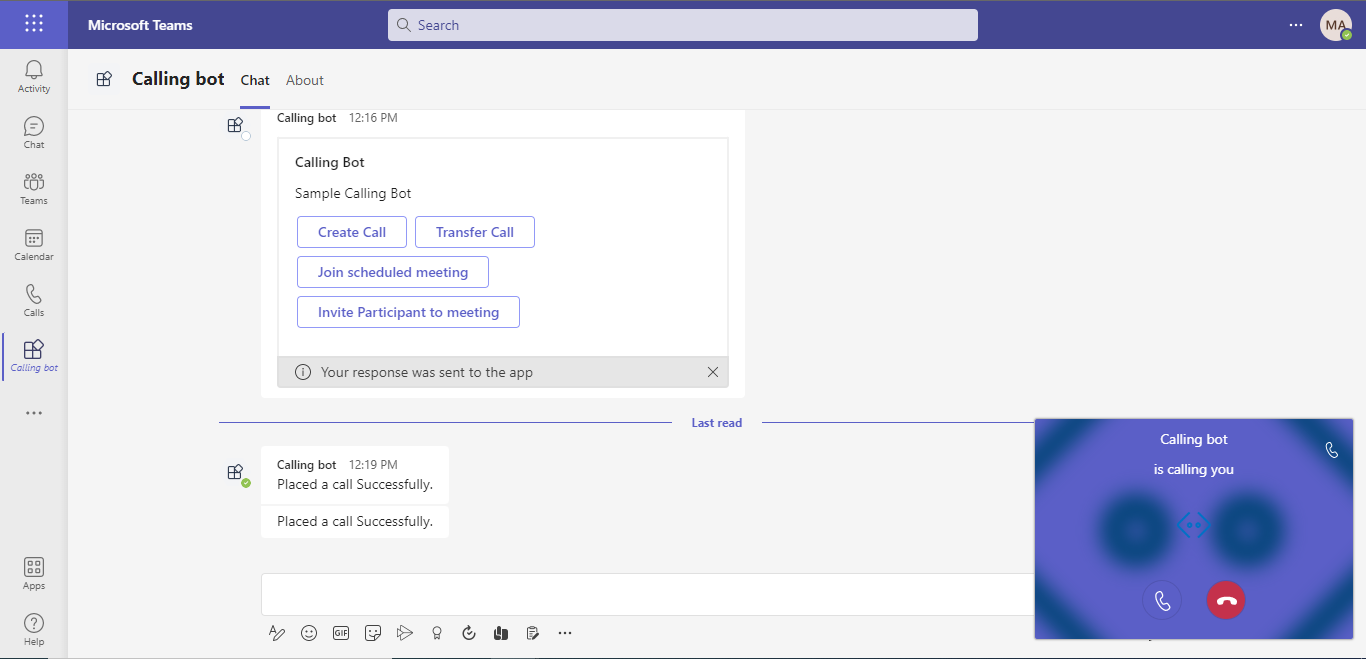 Microsoft Teams
Search
MA
Activity
Chat
Teams
Calendar
Calls
Calling bot
Apps
Help
Calling bot Chat About
Calling bot 12:16 PM
Calling Bot
Sample Calling Bot
Create Call Transfer Call
Join scheduled meeting
Invite Participant to meeting
Your response was sent to the app
Last read
Calling bot 12:19 PM
Placed a call Successfully.
Placed a call Successfully.
GIF
Calling bot
is calling you